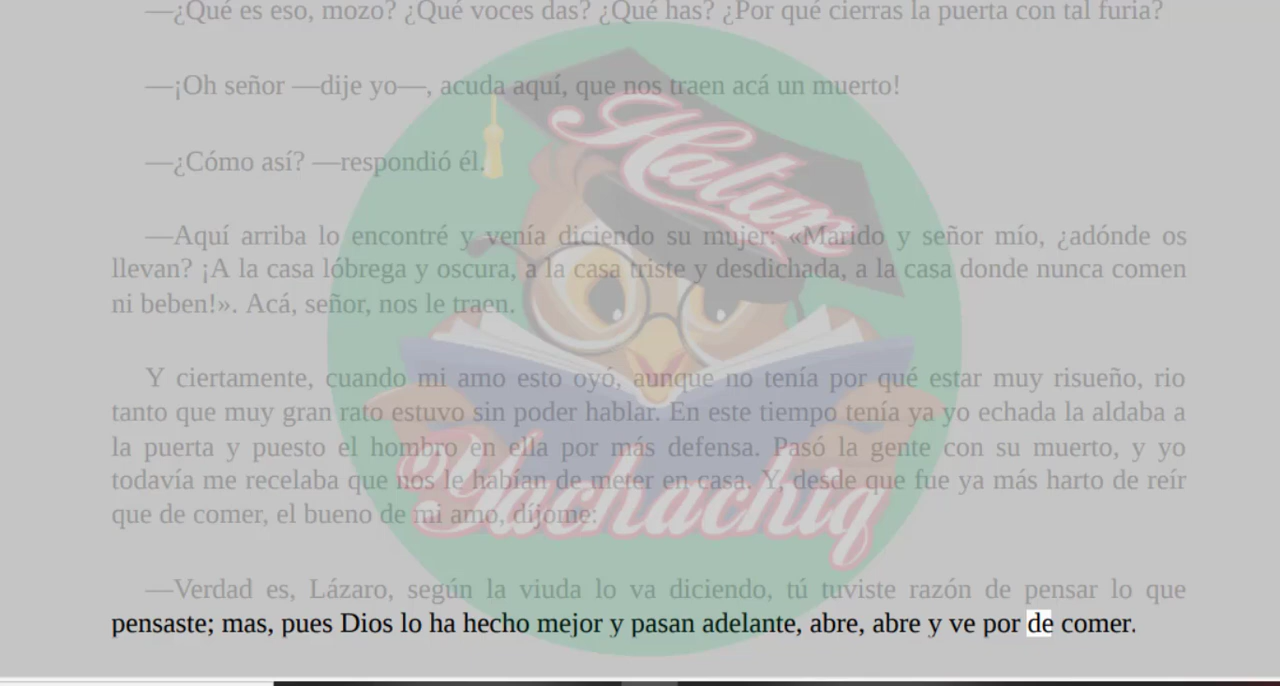 —¿Qué es eso, mozo? ¿Qué voces das? ¿Qué has? ¿Por qué cierras la puerta con tal furia?
—¡Oh señor —dije yo—, acuda aquí, que nos traen acá un muerto!
—¿Cómo así? —respondió él.
—Aquí arriba lo encontré y venía diciendo su mujer: «Marido y señor mío, ¿adónde os
llevan? ¡A la casa lóbrega y oscura, a la casa triste y desdichada, a la casa donde nunca comen
ni beben!». Acá, señor, nos le traen.
Y ciertamente, cuando mi amo esto oyó, aunque no tenía por qué estar muy risueño, rio
tanto que muy gran rato estuvo sin poder hablar. En este tiempo tenía ya yo echada la aldaba a
la puerta y puesto el hombro en ella por más defensa. Pasó la gente con su muerto, y yo
todavía me recelaba que nos le habían de meter en casa. Y, desde que fue ya más harto de reír
que de comer, el bueno de mi amo, díjome:
—Verdad es, Lázaro, según la viuda lo va diciendo, tú tuviste razón de pensar lo que
pensaste; mas, pues Dios lo ha hecho mejor y pasan adelante, abre, abre y ve por de comer.
Hatun
Yachachiq